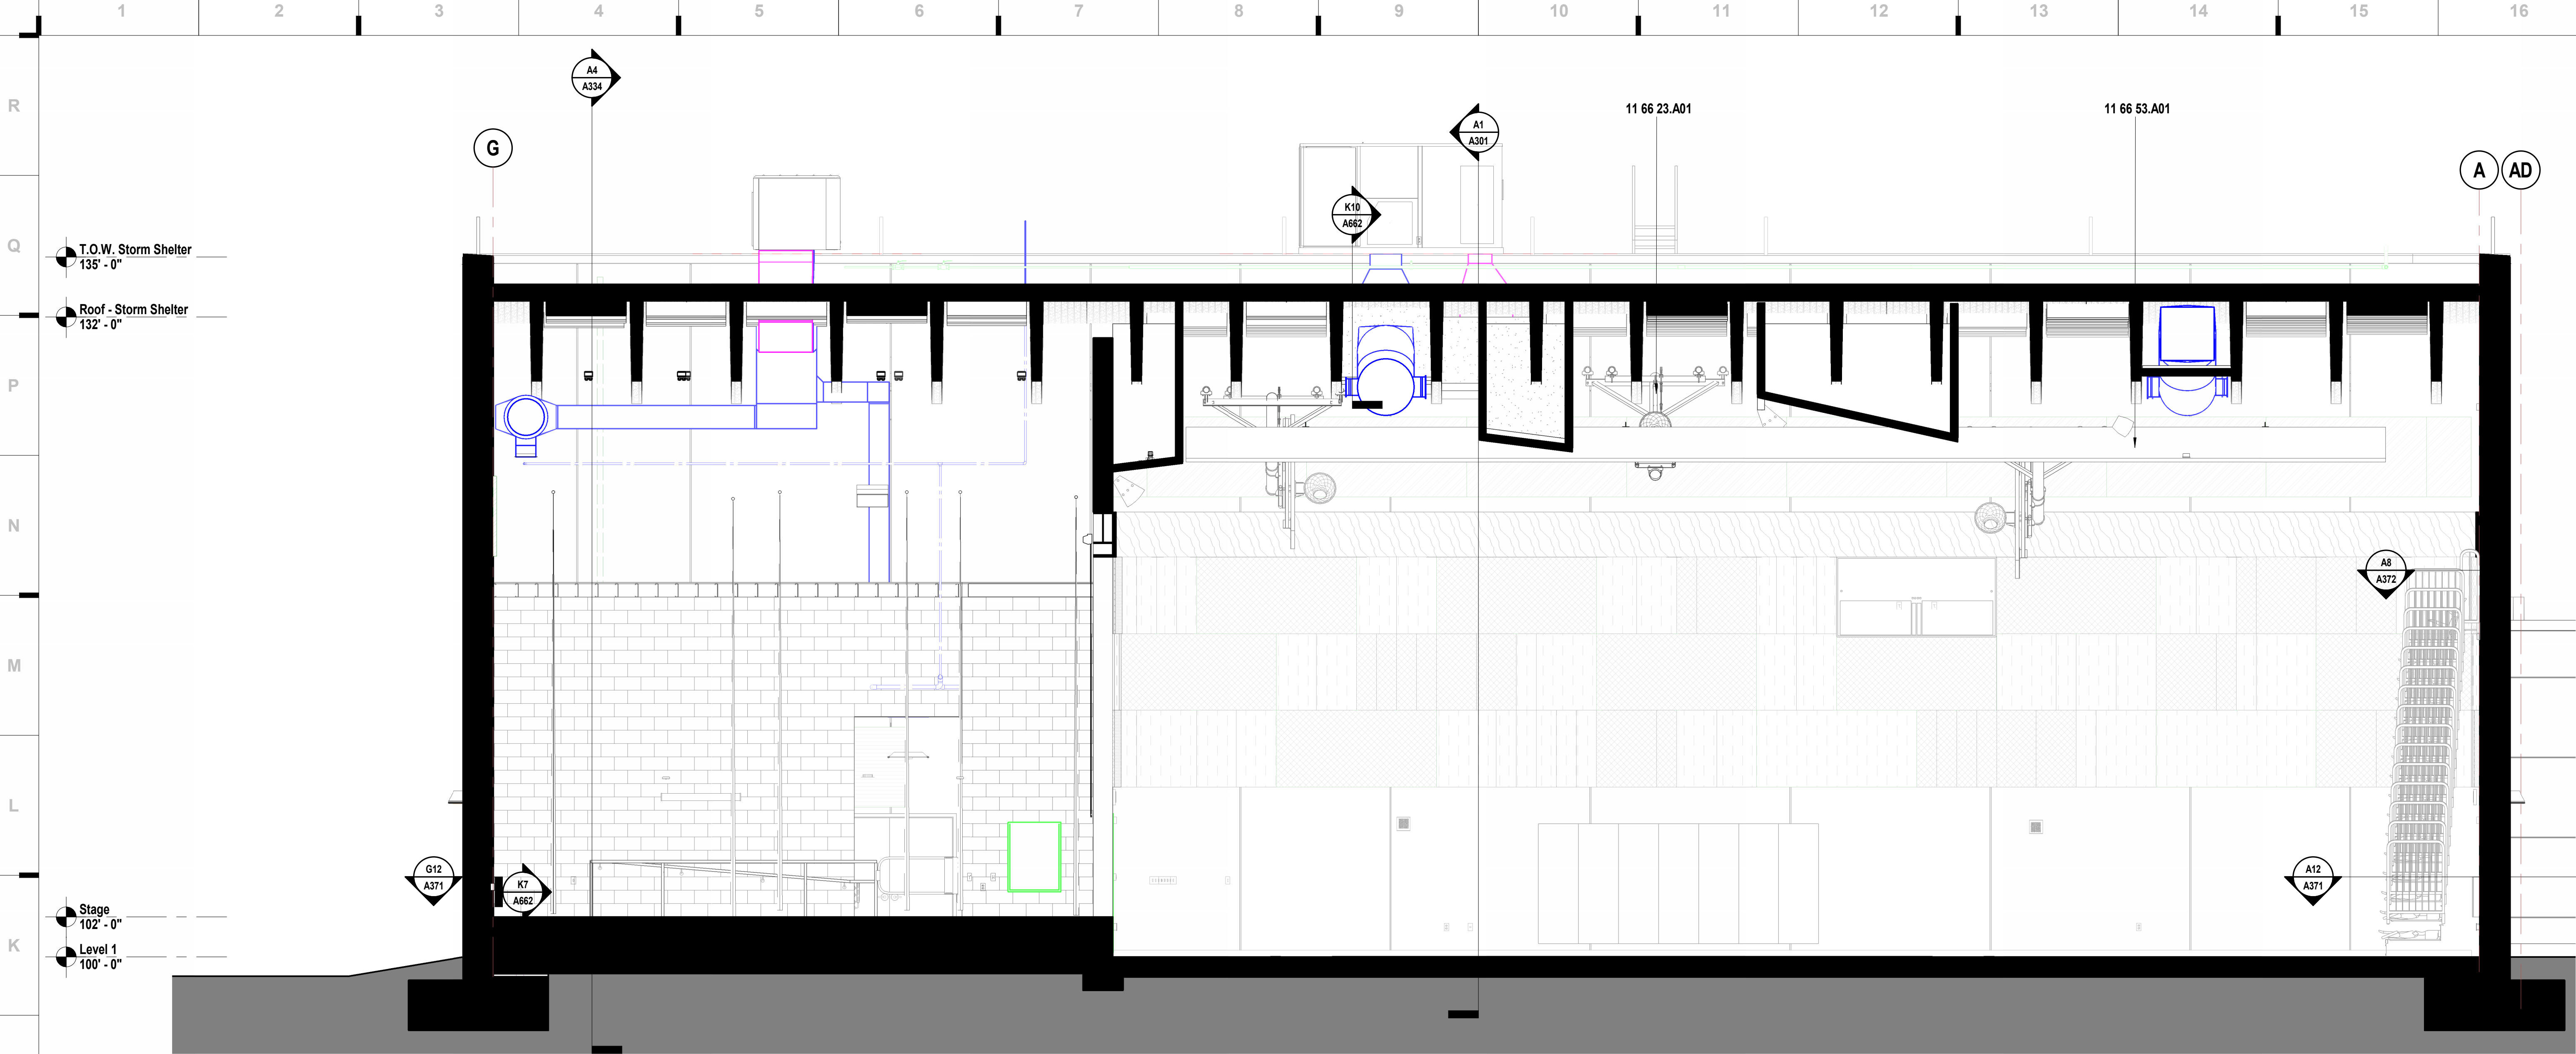 1 2 3 4 5 6 7 8 9 10 11 12 13 14 15 16
R
A4
A334
11 66 23.A01
11 66 53.A01
A1
A301
G
A
AD
K10
A662
Q
T.O.W. Storm Shelter
135' - 0"
Roof - Storm Shelter
132' - 0"
P
N
A8
A372
M
L
G12
A371
K7
A662
A12
A371
Stage
102' - 0"
K
Level 1
100' - 0"